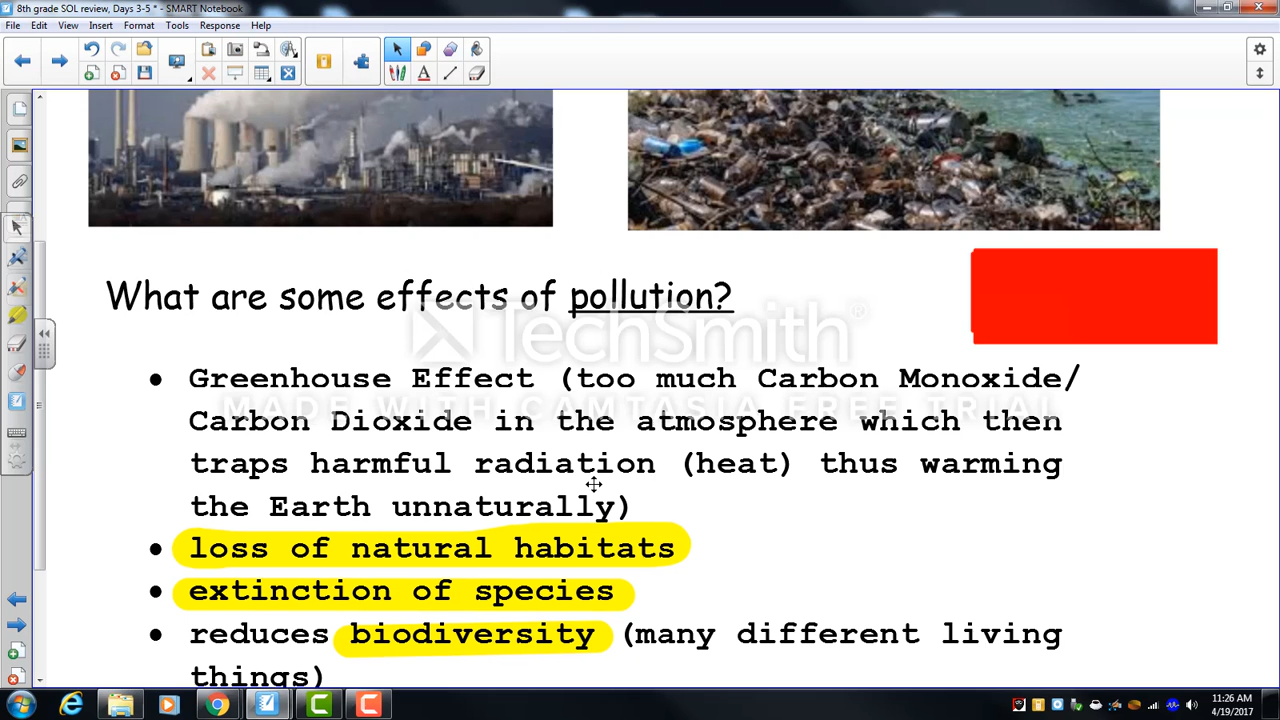 8th grade SOL review, Days 3-5 * - SMART Notebook
File Edit View Insert Format Tools Response Help
What are some effects of pollution?
TechSmith®
MADE WITH CAMTASIA FREE TRIAL
• Greenhouse Effect (too much Carbon Monoxide/
Carbon Dioxide in the atmosphere which then
traps harmful radiation (heat) thus warming
the Earth unnaturally)
• loss of natural habitats
• extinction of species
• reduces biodiversity (many different living
things)
11:26 AM
4/19/2017